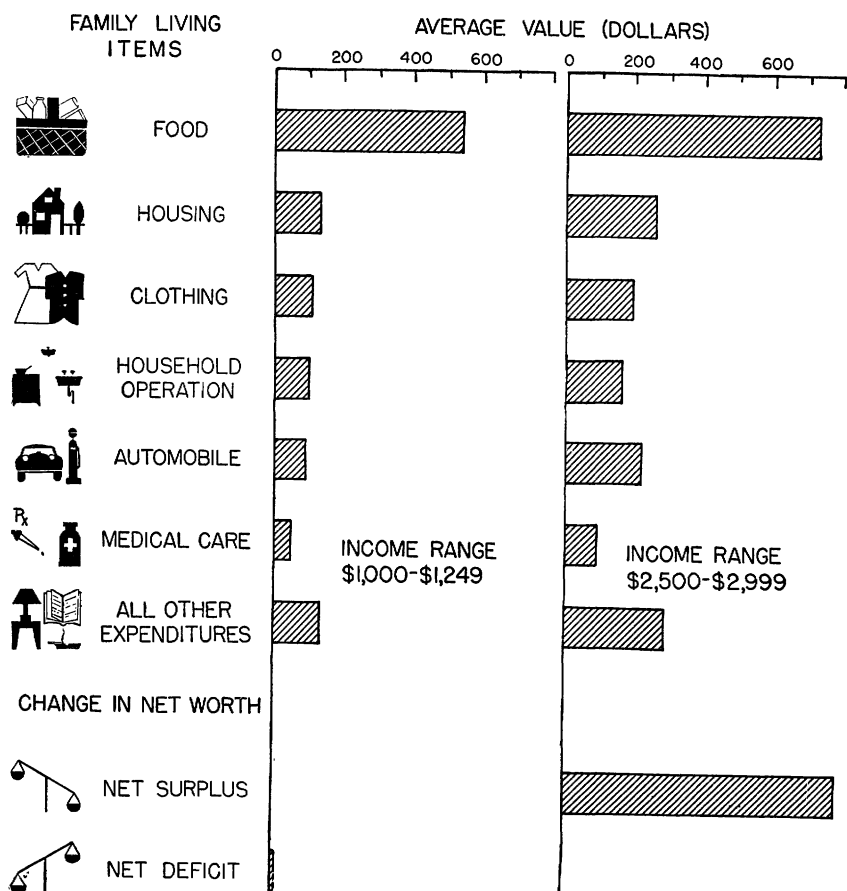 FAMILY LIVING
ITEMS
AVERAGE VALUE (DOLLARS)
0 200 400 600
0 200 400 600
FOOD
HOUSING
CLOTHING
HOUSEHOLD
OPERATION
AUTOMOBILE
Rx
MEDICAL CARE
INCOME RANGE
$1,000-$1,249
INCOME RANGE
$2,500-$2,999
ALL OTHER
EXPENDITURES
CHANGE IN NET WORTH
NET SURPLUS
NET DEFICIT